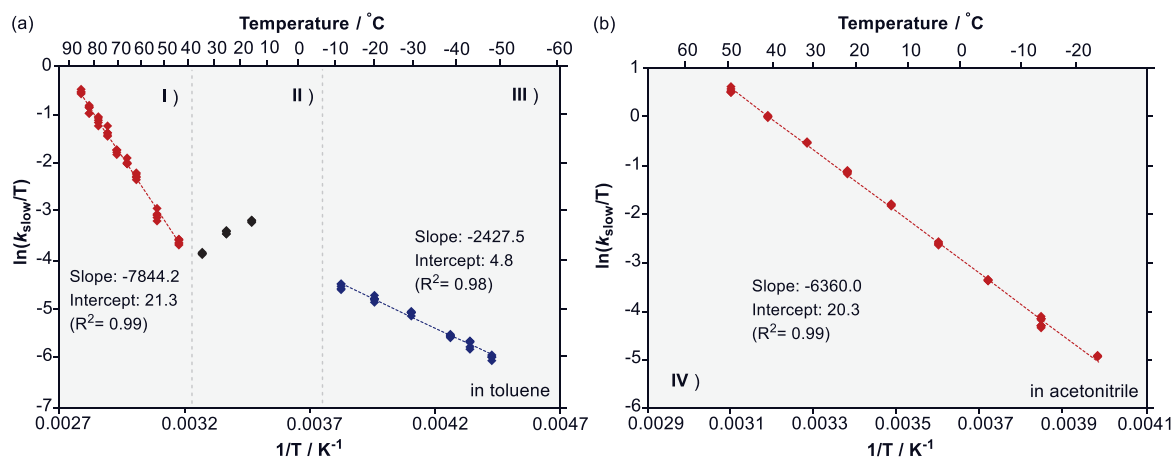 (a)
Temperature / °C
90 80 70 60 50 40 30 20 10 0 -10 -20 -30 -40 -50 -60
0
-1
-2
-3
-4
-5
-6
-7
ln(kslow/T)
I )
II )
III )
Slope: -7844.2
Intercept: 21.3
(R2= 0.99)
Slope: -2427.5
Intercept: 4.8
(R2= 0.98)
in toluene
0.0027 0.0032 0.0037 0.0042 0.0047
1/T / K-1
(b)
Temperature / °C
60 50 40 30 20 10 0 -10 -20
1
0
-1
-2
-3
-4
-5
-6
ln(kslow/T)
Slope: -6360.0
Intercept: 20.3
(R2= 0.99)
IV )
in acetonitrile
0.0029 0.0031 0.0033 0.0035 0.0037 0.0039 0.0041
1/T / K-1